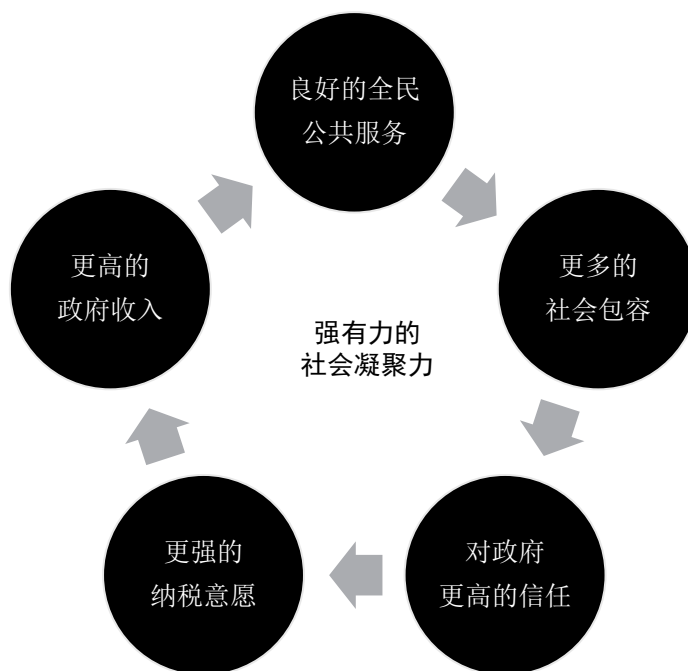 良好的全民
公共服务
更多的
社会包容
对政府
更高的信任
更强的
纳税意愿
更高的
政府收入
强有力的
社会凝聚力